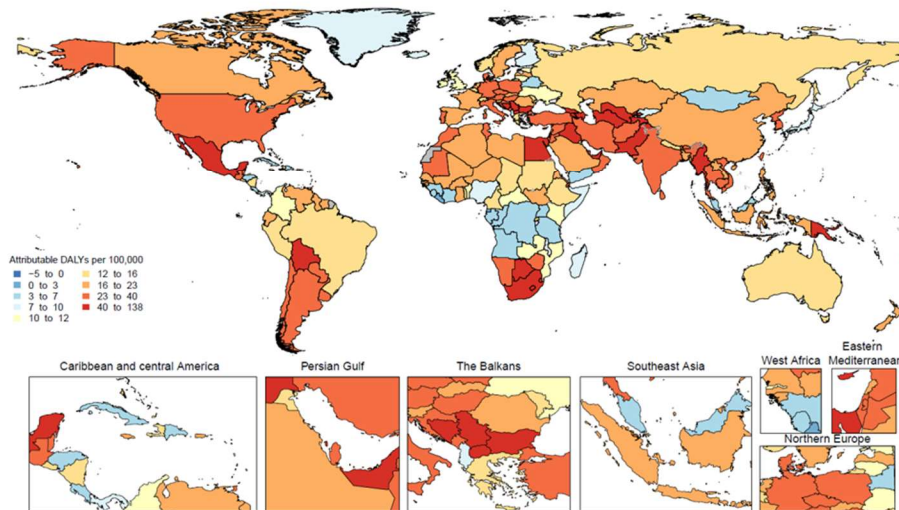 Attributable DALYs per 100,000
−5 to 0
0 to 3
3 to 7
7 to 10
10 to 12
12 to 16
16 to 23
23 to 40
40 to 138
Caribbean and central America
Persian Gulf
The Balkans
Southeast Asia
West Africa
Eastern
Mediterranean
Northern Europe